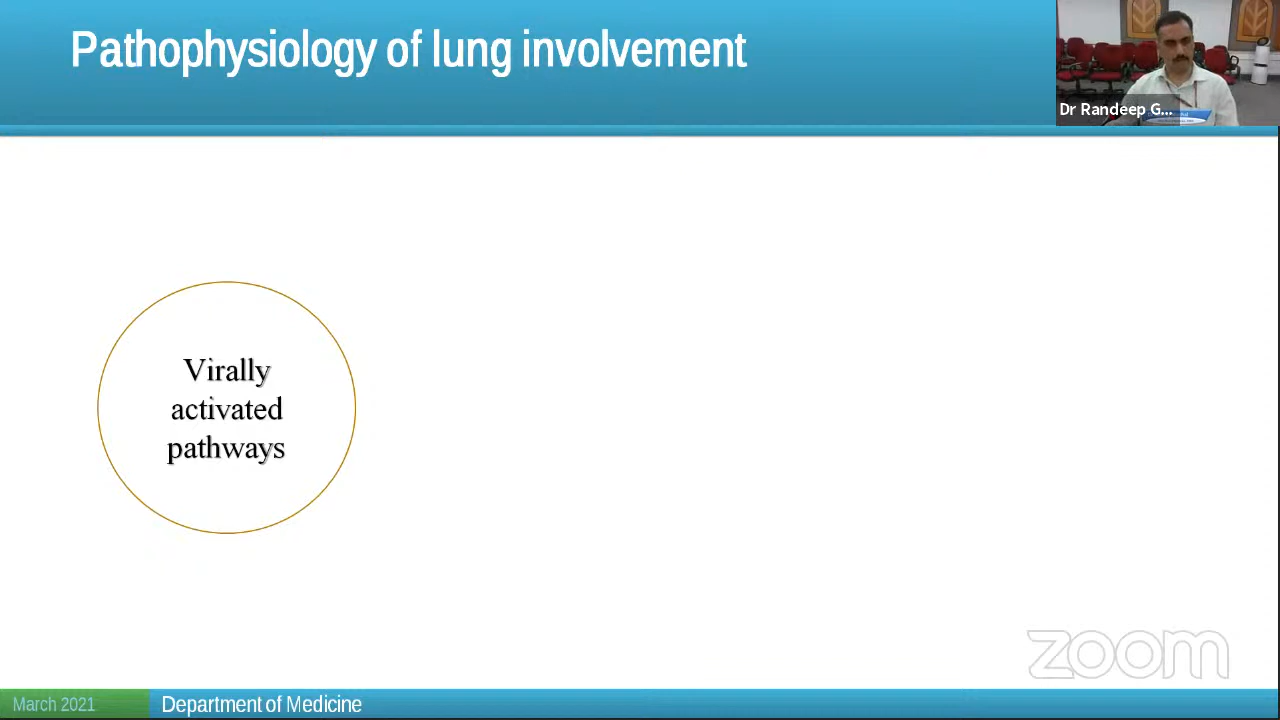 Pathophysiology of lung involvement
Dr Randeep G...
Virally
activated
pathways
zoom
March 2021
Department of Medicine